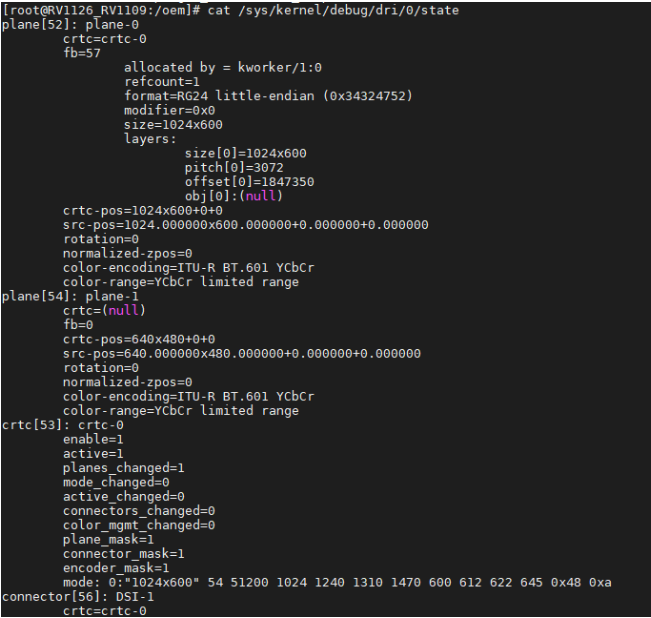 [root@RV1126_RV1109:/oem]# cat /sys/kernel/debug/dri/0/state
plane[52]: plane-0
crtc=crtc-0
fb=57
allocated by = kworker/1:0
refcount=1
format=RG24 little-endian (0x34324752)
modifier=0x0
size=1024x600
layers:
size[0]=1024x600
pitch[0]=3072
offset[0]=1847350
obj[0]:(null)
crtc-pos=1024x600+0+0
src-pos=1024.000000x600.000000+0.000000+0.000000
rotation=0
normalized-zpos=0
color-encoding=ITU-R BT.601 YCbCr
color-range=YCbCr limited range
plane[54]: plane-1
crtc=(null)
fb=0
crtc-pos=640x480+0+0
src-pos=640.000000x480.000000+0.000000+0.000000
rotation=0
normalized-zpos=0
color-encoding=ITU-R BT.601 YCbCr
color-range=YCbCr limited range
crtc[53]: crtc-0
enable=1
active=1
planes_changed=1
mode_changed=0
active_changed=0
connectors_changed=0
color_mgmt_changed=0
plane_mask=1
connector_mask=1
encoder_mask=1
mode: 0:"1024x600" 54 51200 1024 1240 1310 1470 600 612 622 645 0x48 0xa
connector[56]: DSI-1
crtc=crtc-0